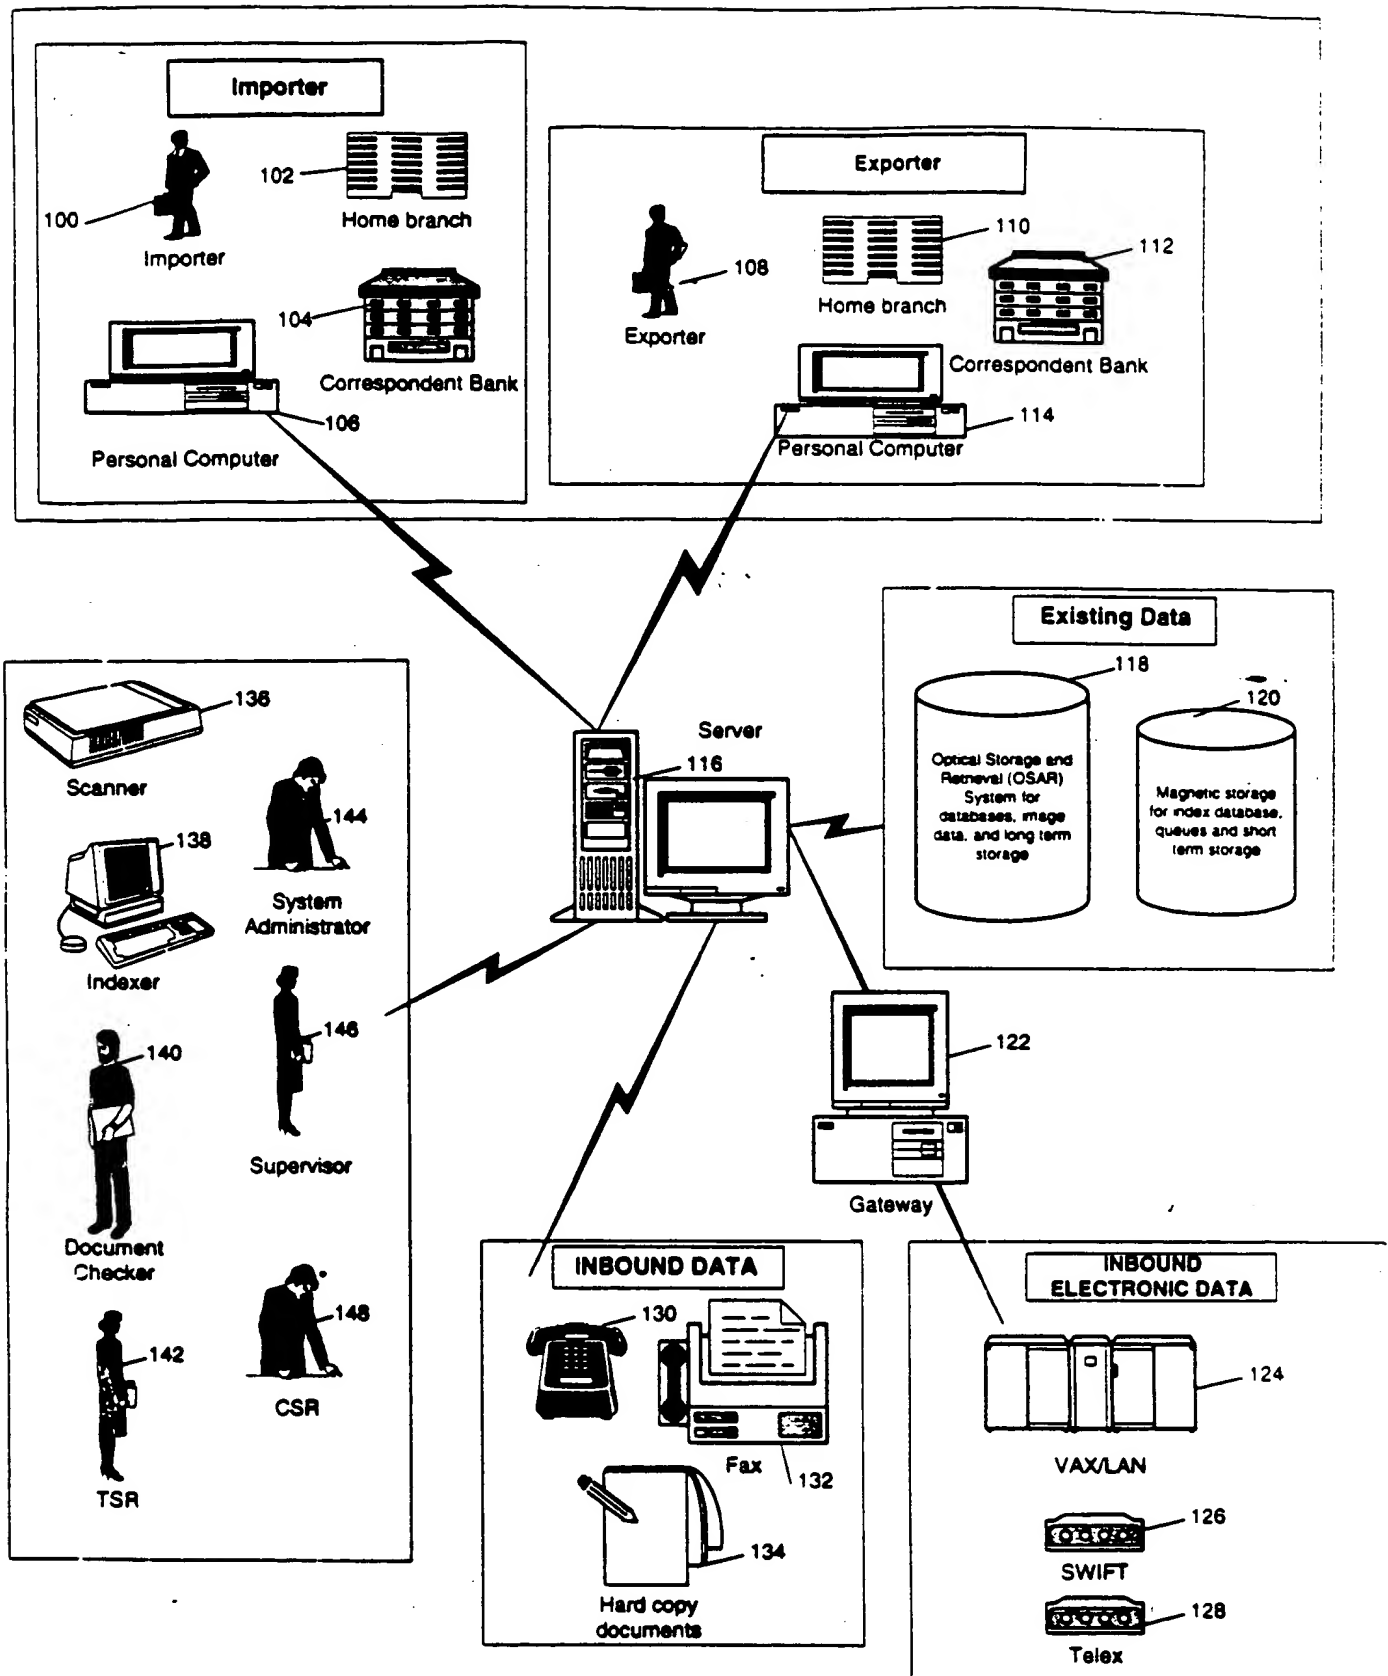 Importer
102
Home branch
100
Importer
104
Correspondent Bank
106
Personal Computer
Exporter
110
112
108
Exporter
Home branch
Correspondent Bank
114
Personal Computer
Existing Data
118
120
Optical Storage and
Retrieval (OSAR)
System for
databases, image
data, and long term
storage
Magnetic storage
for index database,
queues and short
term storage
Server
116
136
Scanner
144
138
System
Administrator
Indexer
146
140
Supervisor
Document
Checker
148
142
CSR
TSR
122
Gateway
INBOUND DATA
130
Fax
132
134
Hard copy
documents
INBOUND
ELECTRONIC DATA
124
VAX/LAN
126
SWIFT
128
Telex